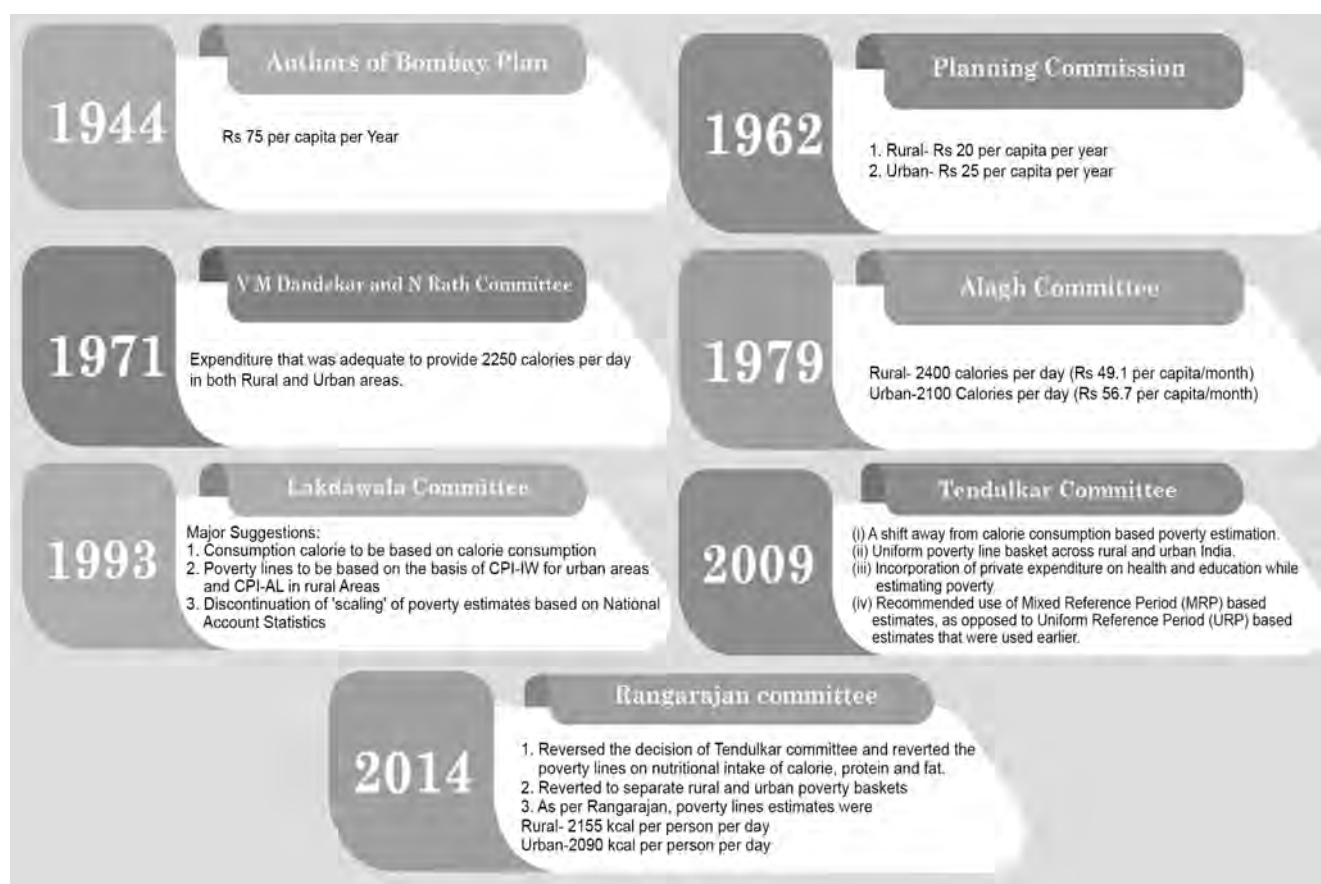 1944
Authors of Bombay Plan
Rs 75 per capita per Year
1962
Planning Commission
1. Rural- Rs 20 per capita per year
2. Urban- Rs 25 per capita per year
1971
V M Dandekar and N Rath Committee
Expenditure that was adequate to provide 2250 calories per day
in both Rural and Urban areas.
1979
Alagh Committee
Rural- 2400 calories per day (Rs 49.1 per capita/month)
Urban-2100 Calories per day (Rs 56.7 per capita/month)
1993
Lakdawala Committee
Major Suggestions:
1. Consumption calorie to be based on calorie consumption
2. Poverty lines to be based on the basis of CPI-IW for urban areas
and CPI-AL in rural Areas
3. Discontinuation of 'scaling' of poverty estimates based on National
Account Statistics
2009
Tendulkar Committee
(i) A shift away from calorie consumption based poverty estimation.
(ii) Uniform poverty line basket across rural and urban India.
(iii) Incorporation of private expenditure on health and education while
estimating poverty
(iv) Recommended use of Mixed Reference Period (MRP) based
estimates, as opposed to Uniform Reference Period (URP) based
estimates that were used earlier.
2014
Rangarajan committee
1. Reversed the decision of Tendulkar committee and reverted the
poverty lines on nutritional intake of calorie, protein and fat.
2. Reverted to separate rural and urban poverty baskets
3. As per Rangarajan, poverty lines estimates were
Rural- 2155 kcal per person per day
Urban-2090 kcal per person per day